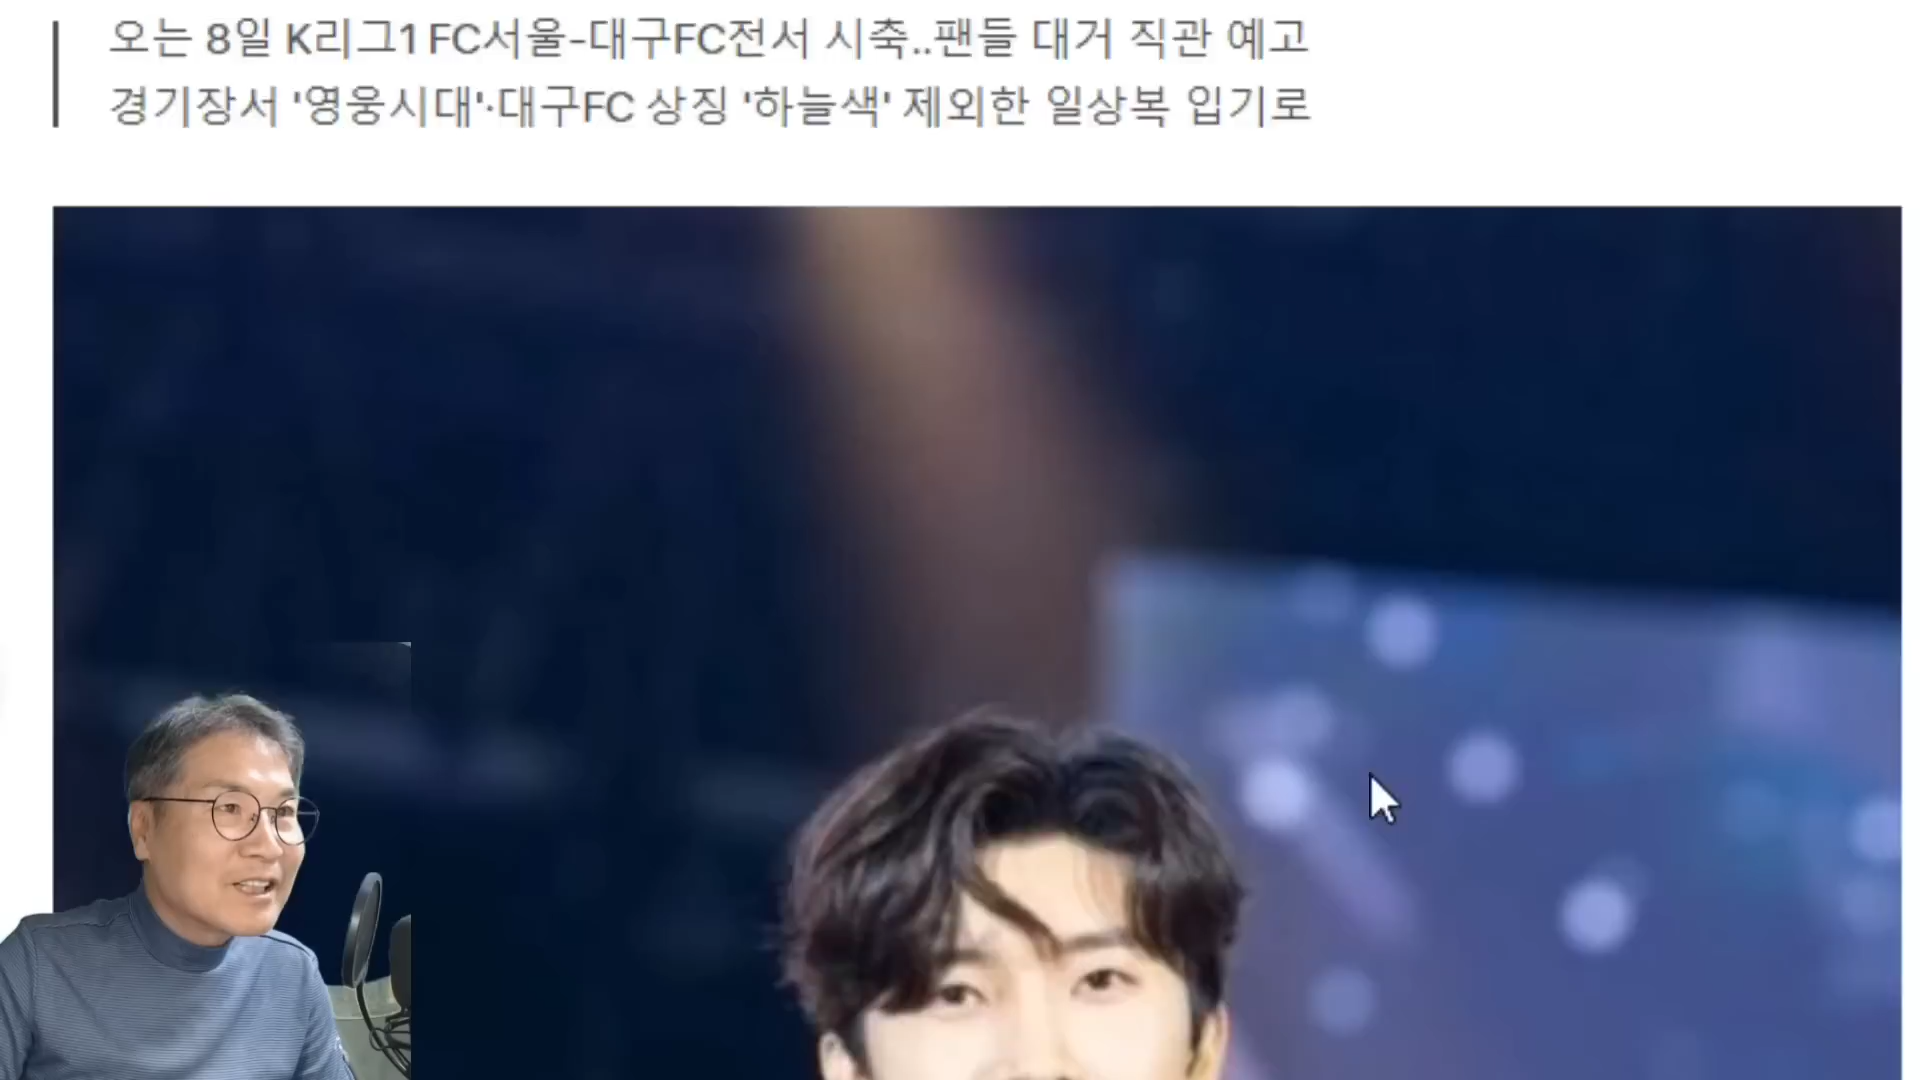 오는 8일 K리그1 FC서울-대구FC전서 시축..팬들 대거 직관 예고
경기장서 '영웅시대'·대구FC 상징 '하늘색' 제외한 일상복 입기로